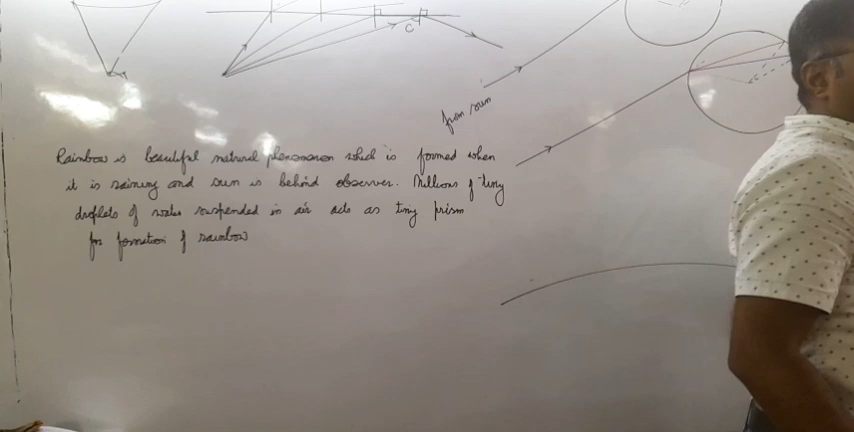 C
from sun
Rainbow is beautiful natural phenomenon which is formed when
it is raining and sun is behind observer. Millions of tiny
droplets of water suspended in air acts as tiny prism
for formation of rainbow